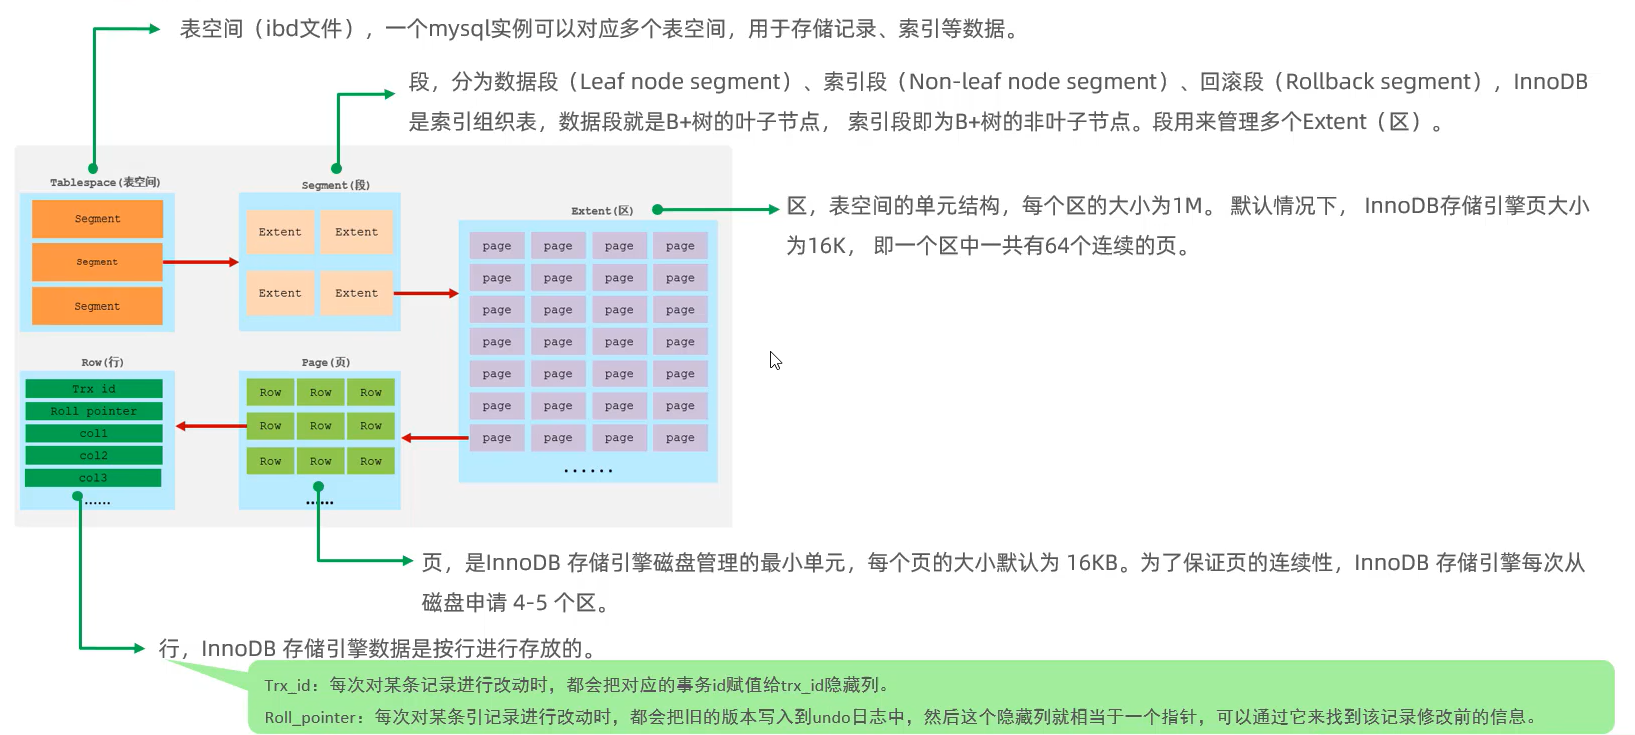 表空间（ibd文件），一个mysql实例可以对应多个表空间，用于存储记录、索引等数据。
段，分为数据段（Leaf node segment）、索引段（Non-leaf node segment）、回滚段（Rollback segment），InnoDB
是索引组织表，数据段就是B+树的叶子节点， 索引段即为B+树的非叶子节点。段用来管理多个Extent（区）。
Tablespace(表空间)
Segment
Segment
Segment
Segment(段)
Extent Extent
Extent Extent
Extent(区)
page page page page
page page page page
page page page page
page page page page
page page page page
page page page page
page page page page
......
区，表空间的单元结构，每个区的大小为1M。 默认情况下， InnoDB存储引擎页大小
为16K， 即一个区中一共有64个连续的页。
Row(行)
Trx id
Roll pointer
col1
col2
col3
......
Page(页)
Row Row Row
Row Row Row
Row Row Row
......
页，是InnoDB 存储引擎磁盘管理的最小单元，每个页的大小默认为 16KB。为了保证页的连续性，InnoDB 存储引擎每次从
磁盘申请 4-5 个区。
行，InnoDB 存储引擎数据是按行进行存放的。
Trx_id：每次对某条记录进行改动时，都会把对应的事务id赋值给trx_id隐藏列。
Roll_pointer：每次对某条引记录进行改动时，都会把旧的版本写入到undo日志中，然后这个隐藏列就相当于一个指针，可以通过它来找到该记录修改前的信息。